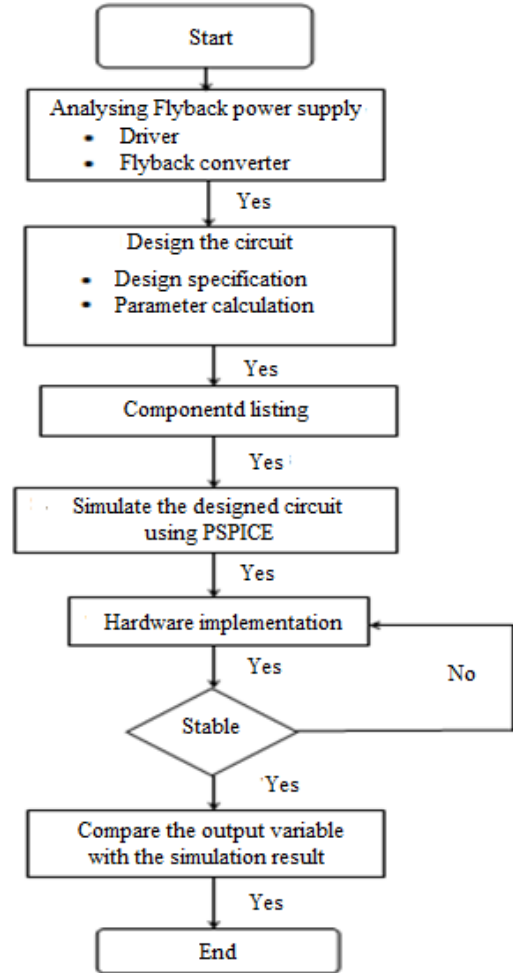 Start
Analysing Flyback power supply
• Driver
• Flyback converter
Yes
Design the circuit
• Design specification
• Parameter calculation
Yes
Componentd listing
Yes
Simulate the designed circuit
using PSPICE
Yes
Hardware implementation
Yes
No
Stable
Yes
Compare the output variable
with the simulation result
Yes
End